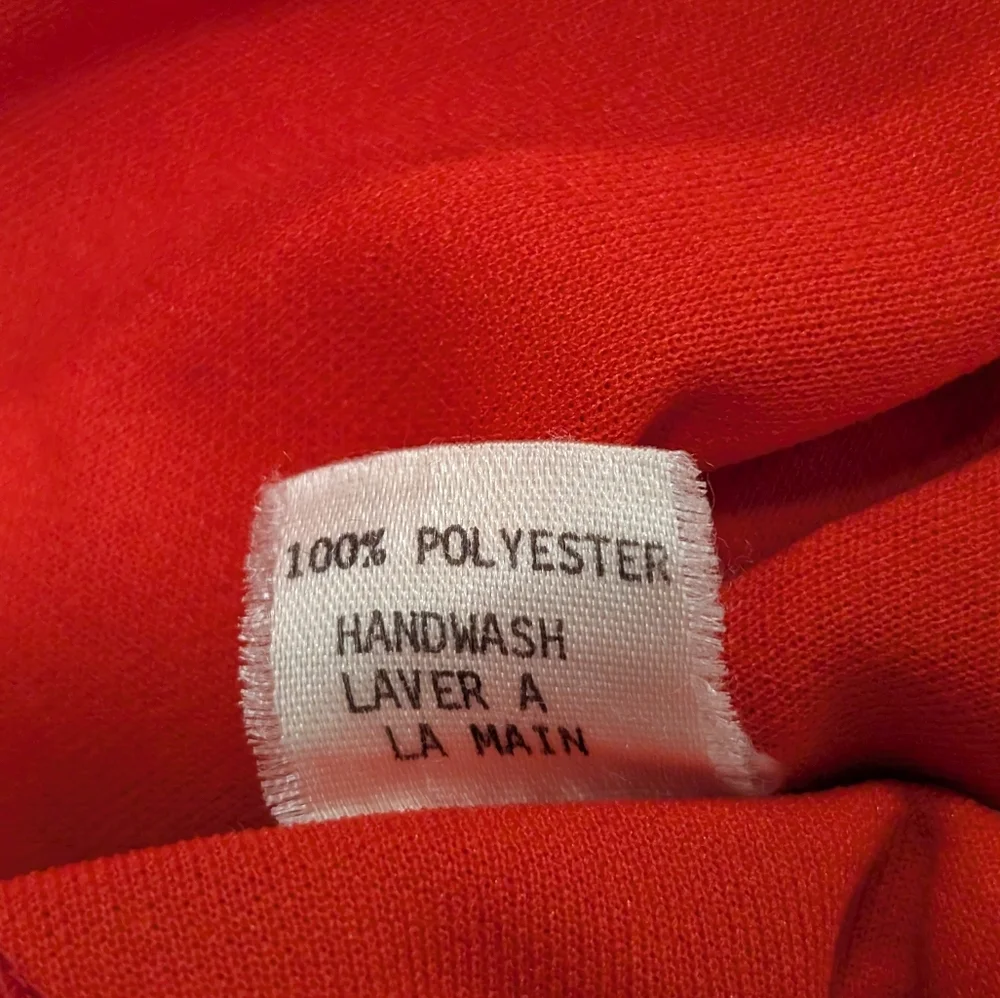 100% POLYESTER
HANDWASH
LAVER A
LA MAIN